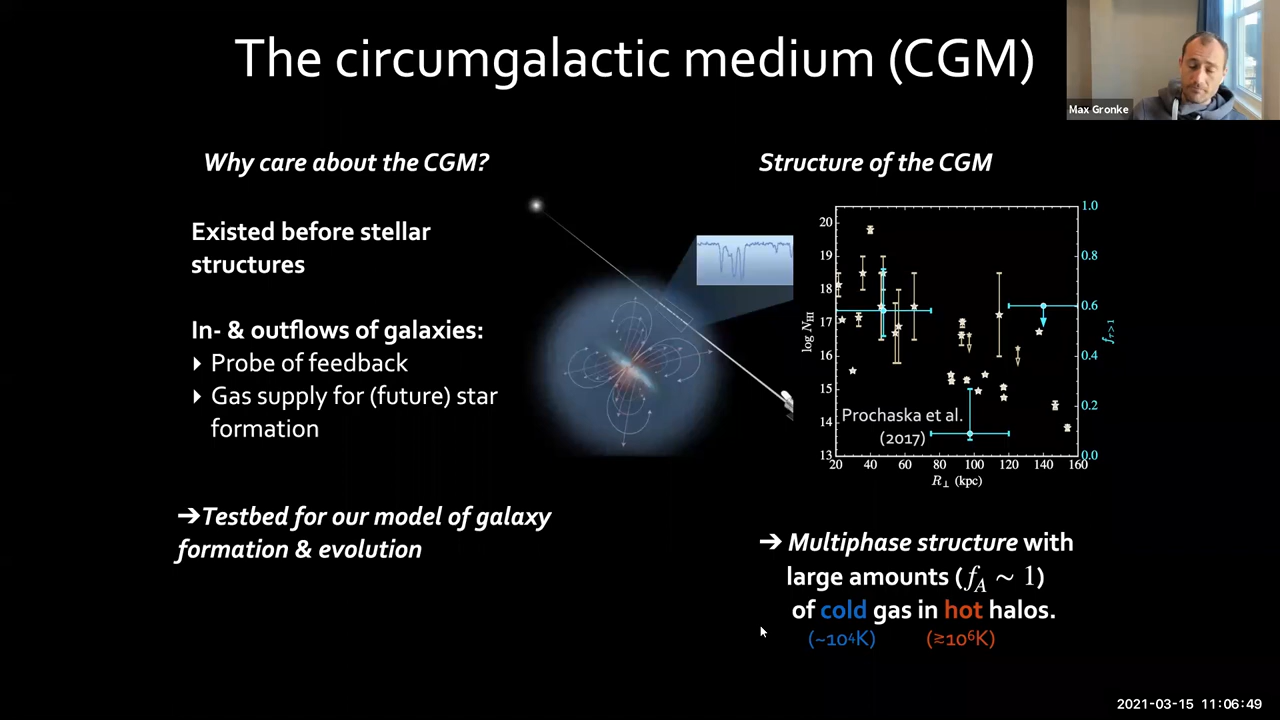 The circumgalactic medium (CGM)
Max Gronke
Why care about the CGM?
Existed before stellar
structures
In- & outflows of galaxies:
Probe of feedback
Gas supply for (future) star
formation
➔Testbed for our model of galaxy
formation & evolution
Structure of the CGM
20
19
18
17
16
15
14
13
log N_HI
1.0
0.8
0.6
0.4
0.2
0.0
f_τ>1
Prochaska et al.
(2017)
20 40 60 80 100 120 140 160
R⊥ (kpc)
➔ Multiphase structure with
large amounts (f_A ~ 1)
of cold gas in hot halos.
(~10⁴K) (≳10⁶K)
2021-03-15 11:06:49